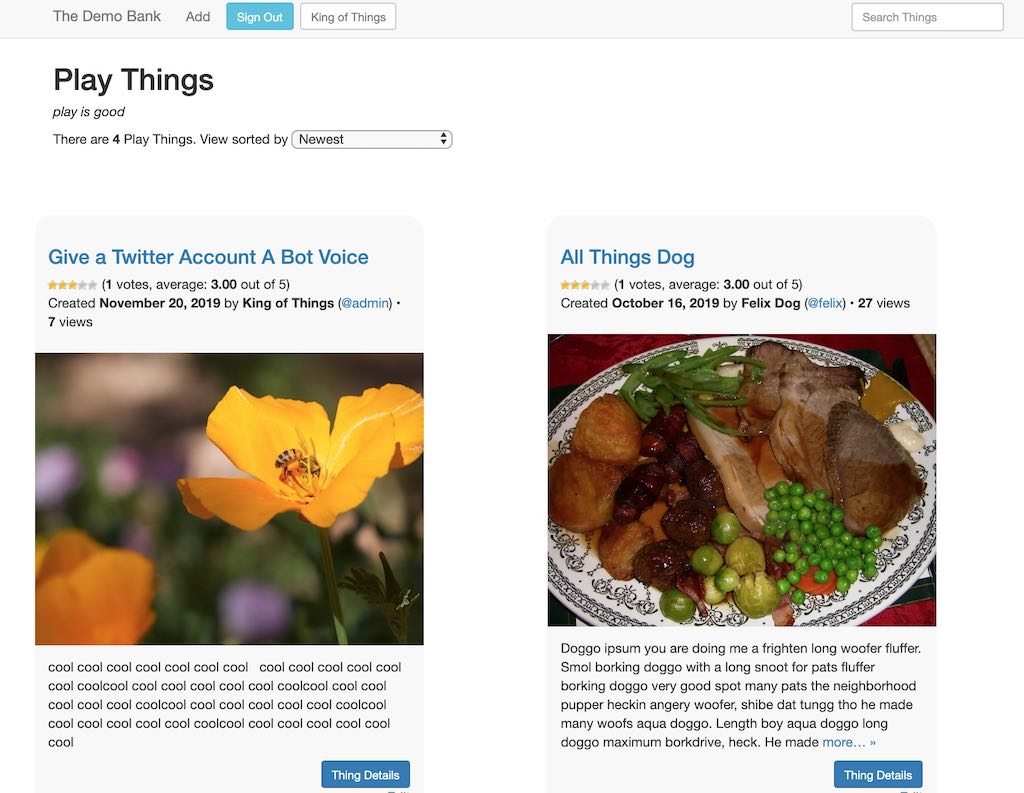 The Demo Bank Add Sign Out King of Things Search Things
Play Things
play is good
There are 4 Play Things. View sorted by Newest
Give a Twitter Account A Bot Voice
(1 votes, average: 3.00 out of 5)
Created November 20, 2019 by King of Things (@admin) •
7 views
cool cool cool cool cool cool cool   cool cool cool cool cool
cool coolcool cool cool cool cool cool coolcool cool cool
cool cool cool coolcool cool cool cool cool cool coolcool
cool cool cool cool cool coolcool cool cool cool cool cool
cool
Thing Details
All Things Dog
(1 votes, average: 3.00 out of 5)
Created October 16, 2019 by Felix Dog (@felix) • 27 views
Doggo ipsum you are doing me a frighten long woofer fluffer.
Smol borking doggo with a long snoot for pats fluffer
borking doggo very good spot many pats the neighborhood
pupper heckin angery woofer, shibe dat tungg tho he made
many woofs aqua doggo. Length boy aqua doggo long
doggo maximum borkdrive, heck. He made more… »
Thing Details